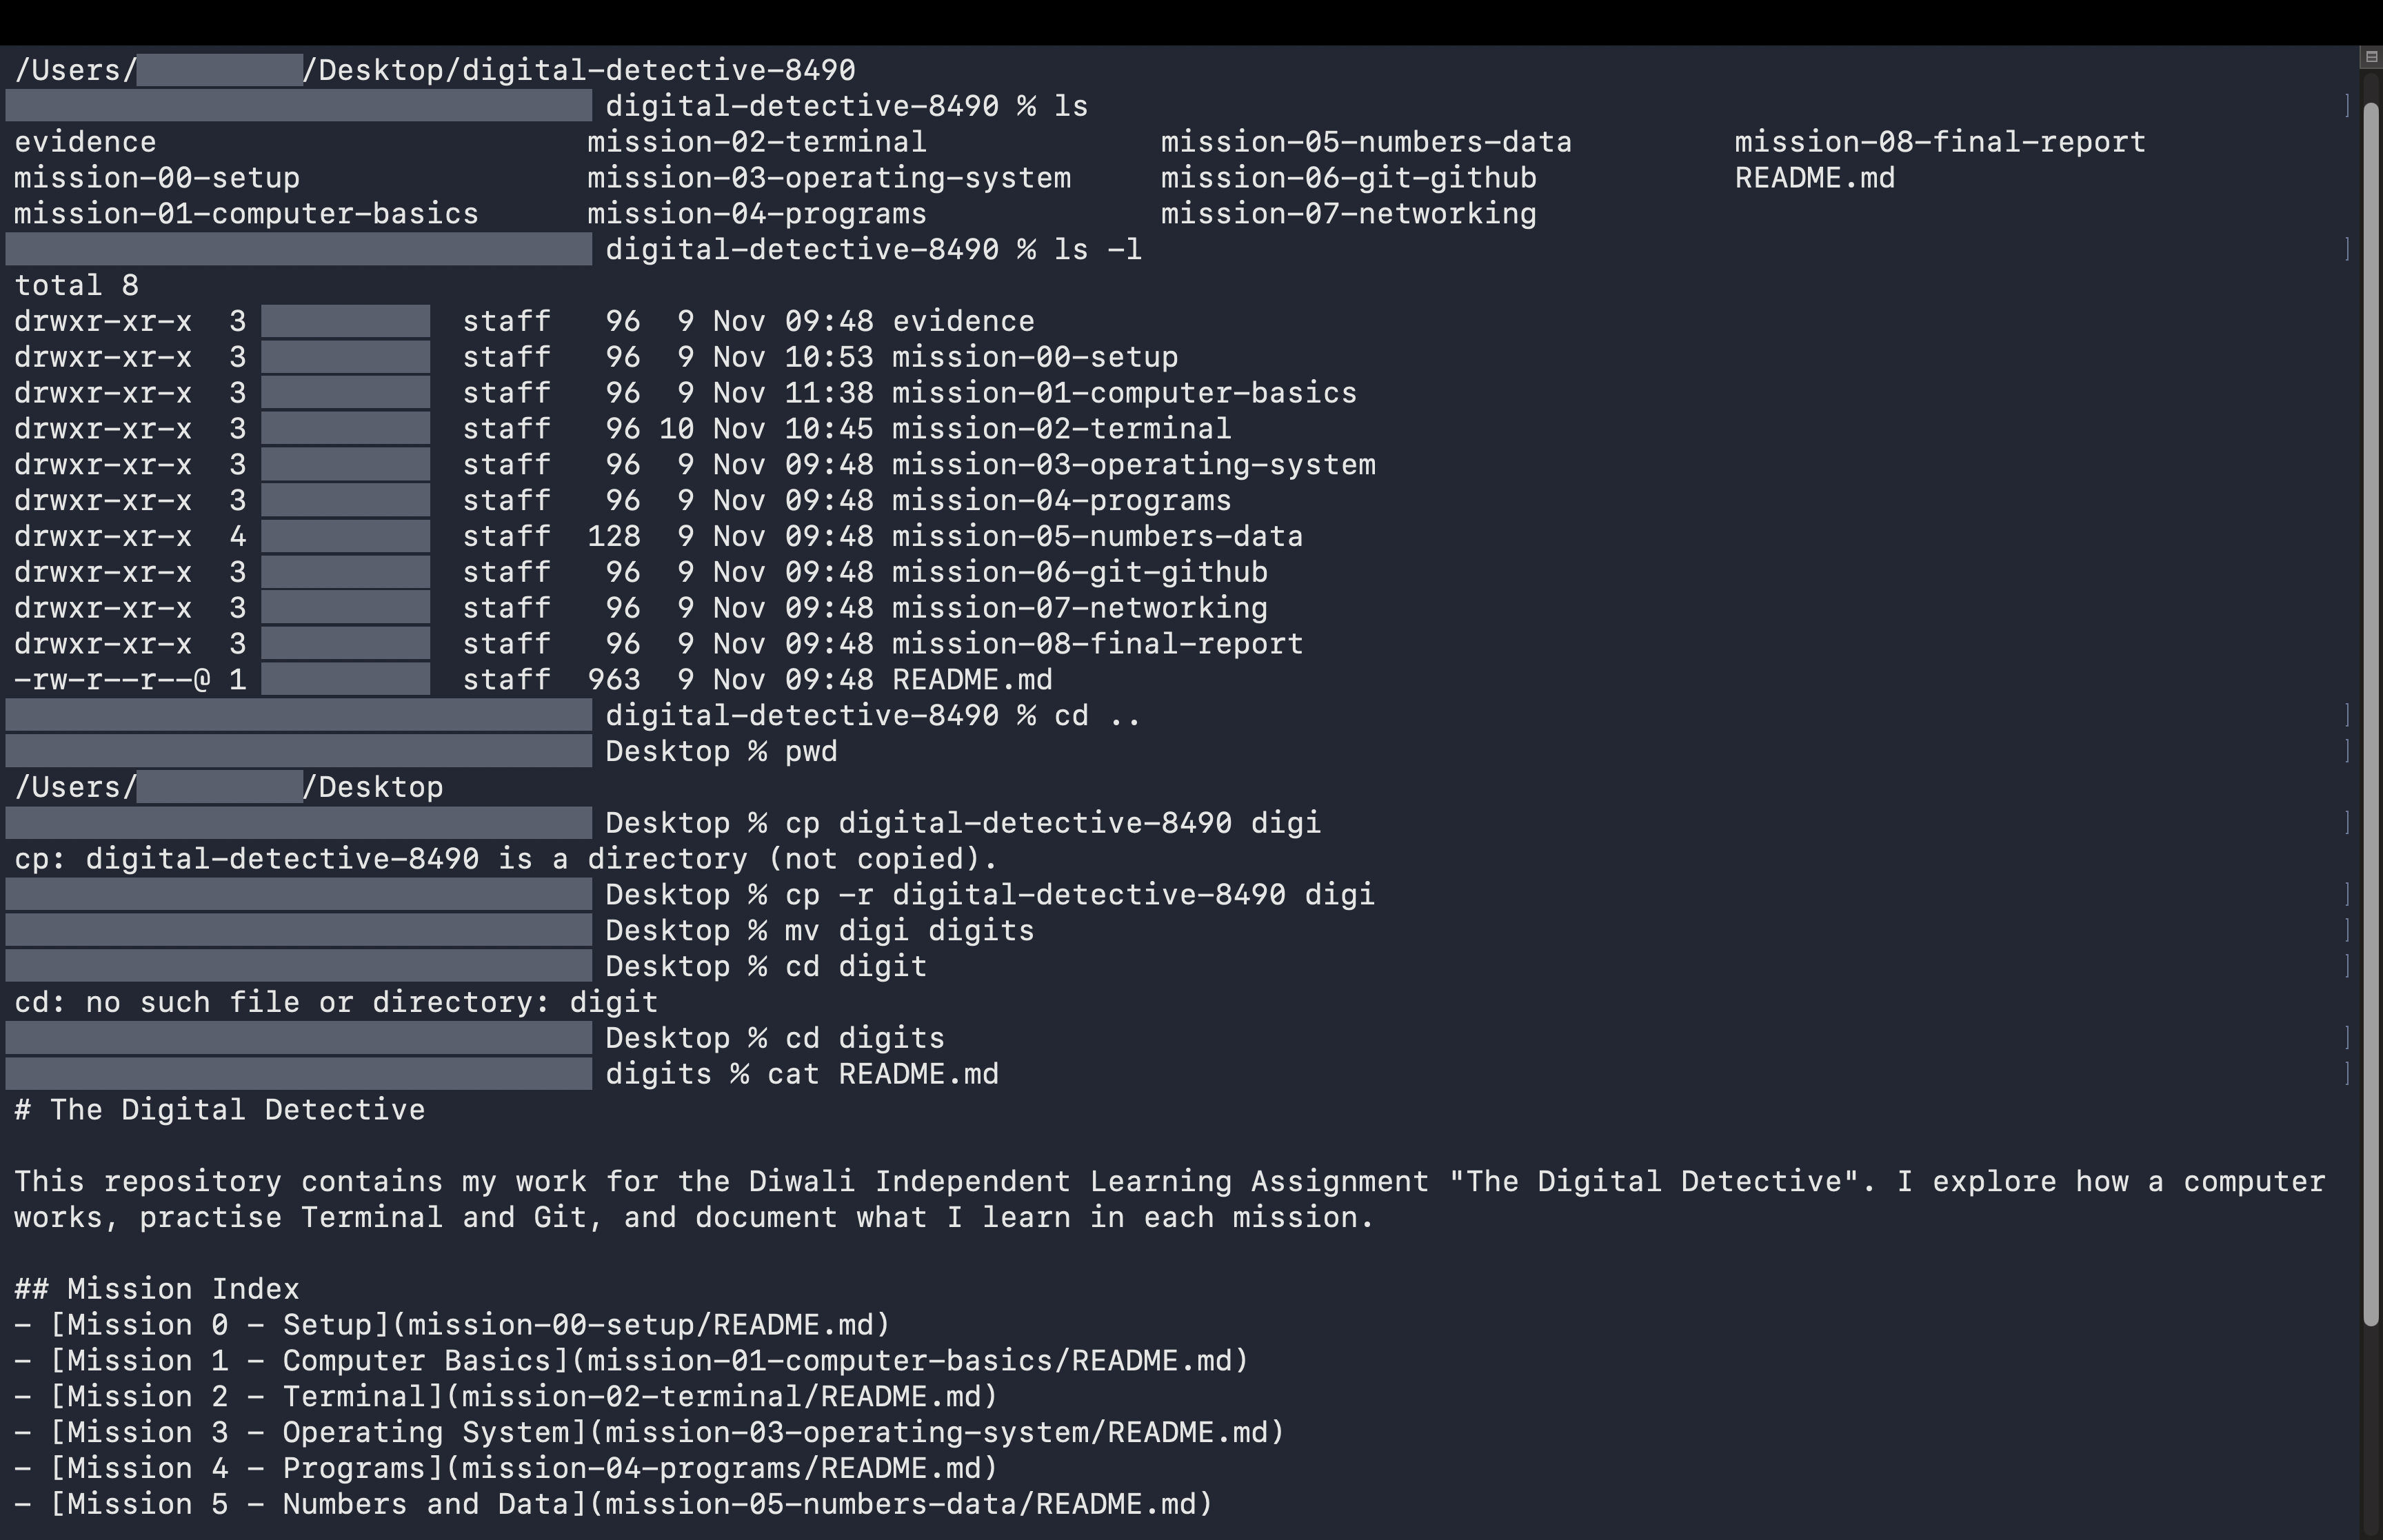 /Users/ /Desktop/digital-detective-8490
digital-detective-8490 % ls
evidence mission-02-terminal mission-05-numbers-data mission-08-final-report
mission-00-setup mission-03-operating-system mission-06-git-github README.md
mission-01-computer-basics mission-04-programs mission-07-networking
digital-detective-8490 % ls -l
total 8
drwxr-xr-x 3 staff 96 9 Nov 09:48 evidence
drwxr-xr-x 3 staff 96 9 Nov 10:53 mission-00-setup
drwxr-xr-x 3 staff 96 9 Nov 11:38 mission-01-computer-basics
drwxr-xr-x 3 staff 96 10 Nov 10:45 mission-02-terminal
drwxr-xr-x 3 staff 96 9 Nov 09:48 mission-03-operating-system
drwxr-xr-x 3 staff 96 9 Nov 09:48 mission-04-programs
drwxr-xr-x 4 staff 128 9 Nov 09:48 mission-05-numbers-data
drwxr-xr-x 3 staff 96 9 Nov 09:48 mission-06-git-github
drwxr-xr-x 3 staff 96 9 Nov 09:48 mission-07-networking
drwxr-xr-x 3 staff 96 9 Nov 09:48 mission-08-final-report
-rw-r--r--@ 1 staff 963 9 Nov 09:48 README.md
digital-detective-8490 % cd ..
Desktop % pwd
/Users/ /Desktop
Desktop % cp digital-detective-8490 digi
cp: digital-detective-8490 is a directory (not copied).
Desktop % cp -r digital-detective-8490 digi
Desktop % mv digi digits
Desktop % cd digit
cd: no such file or directory: digit
Desktop % cd digits
digits % cat README.md
# The Digital Detective
This repository contains my work for the Diwali Independent Learning Assignment "The Digital Detective". I explore how a computer
works, practise Terminal and Git, and document what I learn in each mission.
## Mission Index
- [Mission 0 - Setup](mission-00-setup/README.md)
- [Mission 1 - Computer Basics](mission-01-computer-basics/README.md)
- [Mission 2 - Terminal](mission-02-terminal/README.md)
- [Mission 3 - Operating System](mission-03-operating-system/README.md)
- [Mission 4 - Programs](mission-04-programs/README.md)
- [Mission 5 - Numbers and Data](mission-05-numbers-data/README.md)